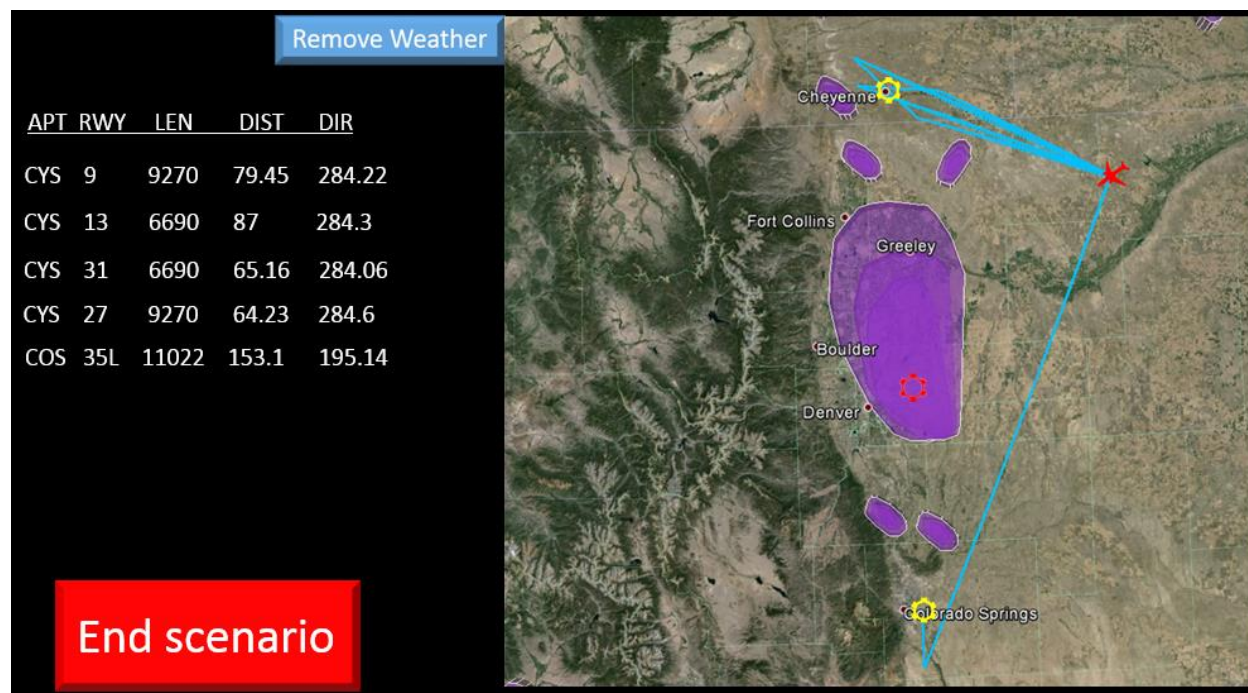 Remove Weather
APT RWY LEN DIST DIR
CYS 9 9270 79.45 284.22
CYS 13 6690 87 284.3
CYS 31 6690 65.16 284.06
CYS 27 9270 64.23 284.6
COS 35L 11022 153.1 195.14
End scenario
Cheyenne
Fort Collins
Greeley
Boulder
Denver
Colorado Springs